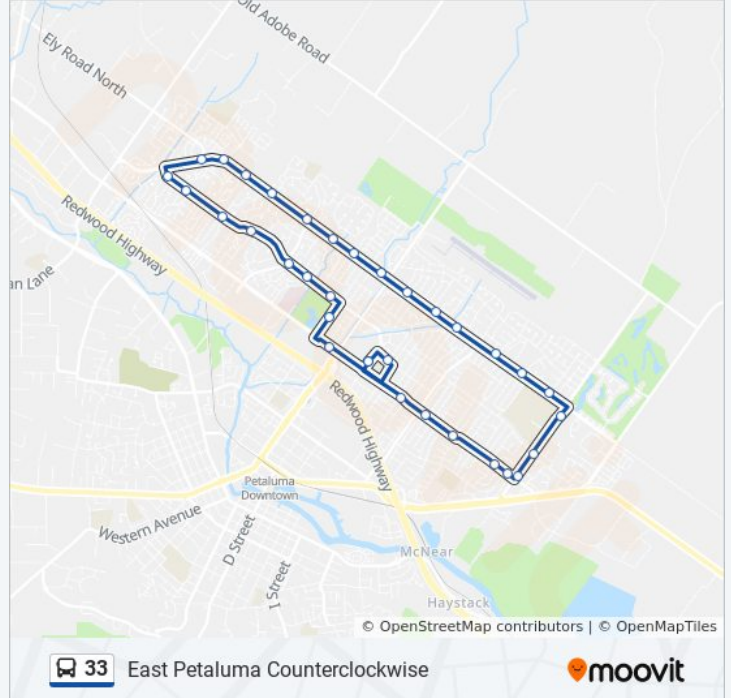 Old Adobe Road
Ely Road North
Redwood Highway
an Lane
Redwood Highway
Petaluma
Downtown
Western Avenue
D Street
I Street
McNear
Haystack
© OpenStreetMap contributors | © OpenMapTiles
33 East Petaluma Counterclockwise
moovit